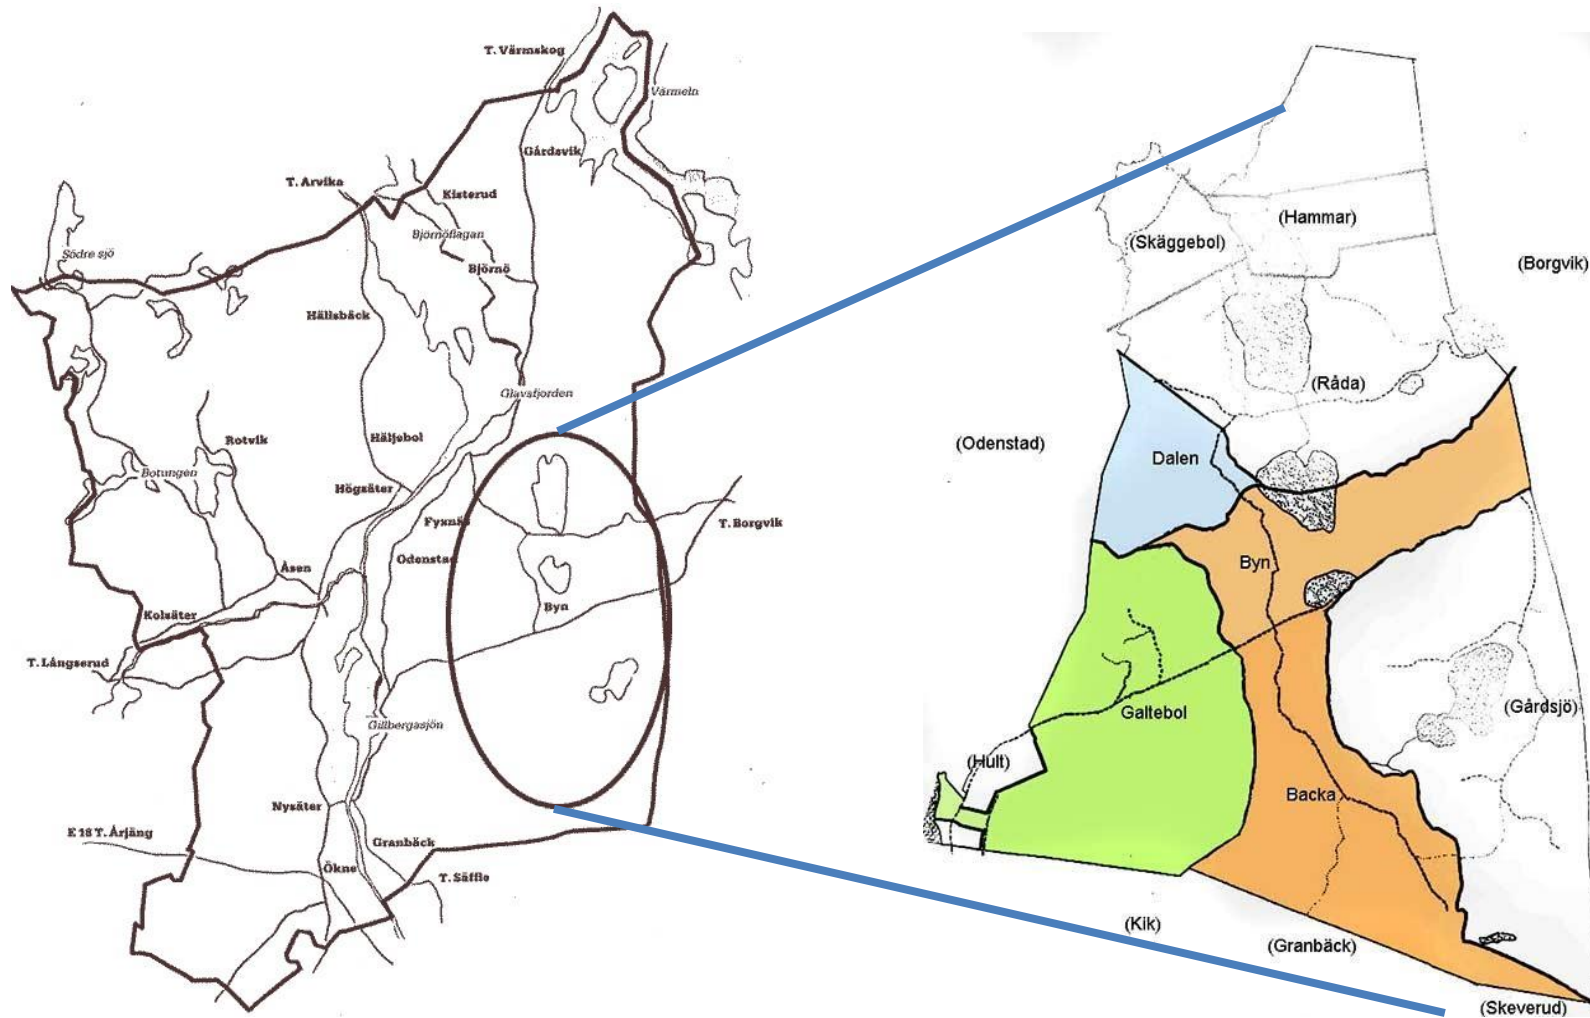 T. Värmskog
Värmeln
Gårdsvik
T. Arvika
Kisterud
Björnöflagan
Södre sjö
Björnö
Hällsbäck
Glavsfjorden
Häljebol
Rotvik
Botungen
Högsäter
Fyxnäs
T. Borgvik
Odenstad
Åsen
Byn
Kolsäter
T. Långserud
Gillbergasjön
Nysäter
E 18 T. Årjäng
Granbäck
Ökne
T. Säffle
(Hammar)
(Skäggebol)
(Borgvik)
(Råda)
(Odenstad)
Dalen
Byn
Galtebol
(Gårdsjö)
(Hult)
Backa
(Kik)
(Granbäck)
(Skeverud)